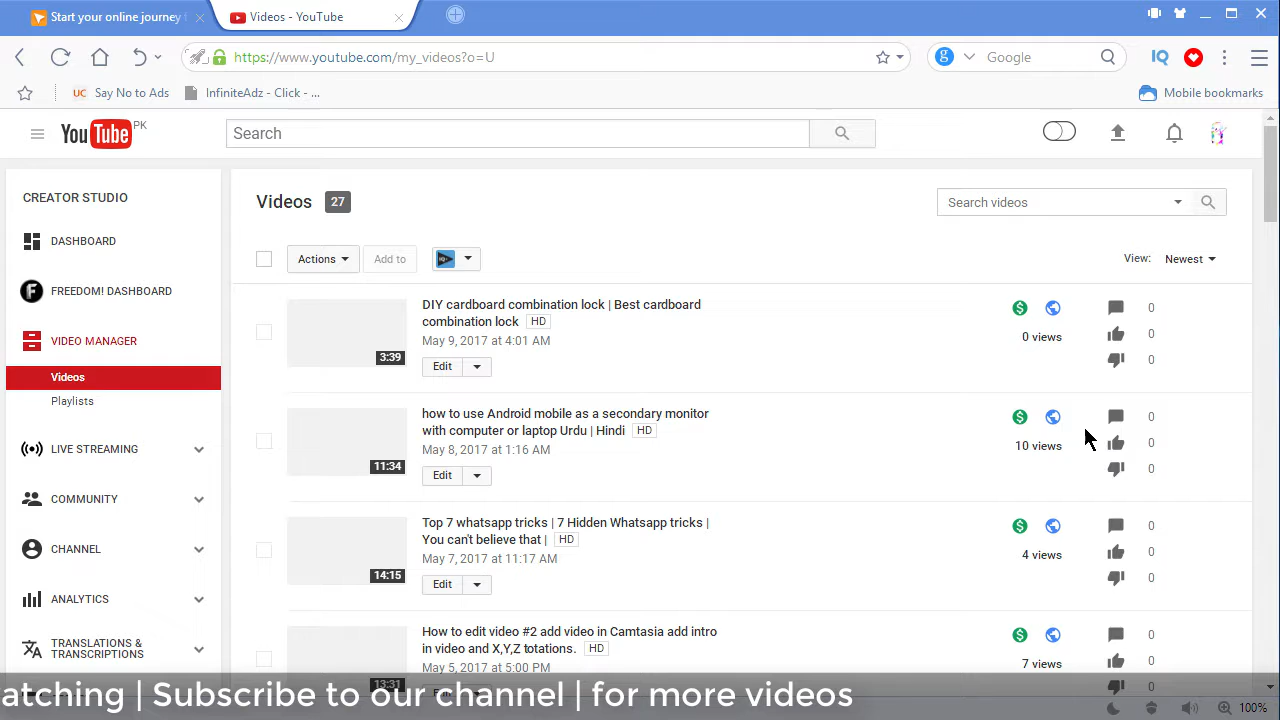 Start your online journey
Videos - YouTube
https://www.youtube.com/my_videos?o=U
g
Google
IQ
UC Say No to Ads
InfiniteAdz - Click - ...
Mobile bookmarks
YouTube PK
Search
CREATOR STUDIO
DASHBOARD
F FREEDOM! DASHBOARD
VIDEO MANAGER
Videos
Playlists
LIVE STREAMING
COMMUNITY
CHANNEL
ANALYTICS
TRANSLATIONS &
TRANSCRIPTIONS
Videos 27
Search videos
Actions
Add to
View: Newest
DIY cardboard combination lock | Best cardboard
combination lock HD
May 9, 2017 at 4:01 AM
3:39
Edit
0 views
0
0
0
how to use Android mobile as a secondary monitor
with computer or laptop Urdu | Hindi HD
May 8, 2017 at 1:16 AM
11:34
Edit
10 views
0
0
0
Top 7 whatsapp tricks | 7 Hidden Whatsapp tricks |
You can't believe that | HD
May 7, 2017 at 11:17 AM
14:15
Edit
4 views
0
0
0
How to edit video #2 add video in Camtasia add intro
in video and X,Y,Z totations. HD
May 5, 2017 at 5:00 PM
13:31
7 views
0
0
0
atching | Subscribe to our channel | for more videos
100%